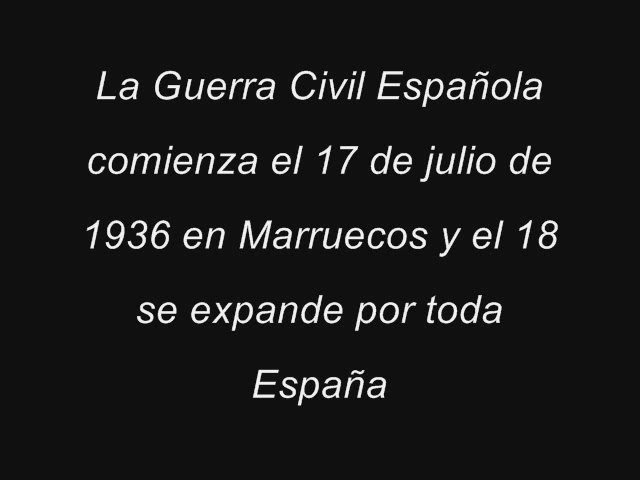 La Guerra Civil Española
comienza el 17 de julio de
1936 en Marruecos y el 18
se expande por toda
España